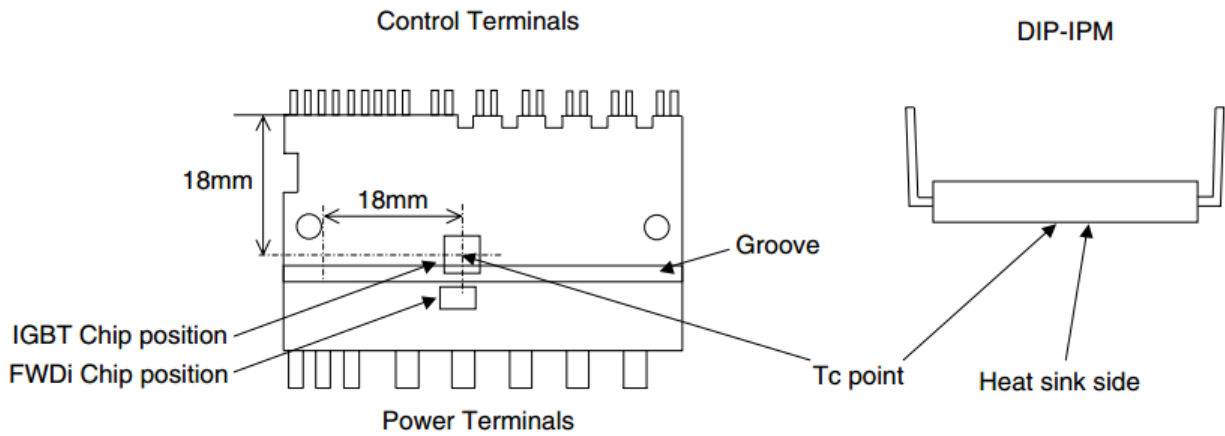 Control Terminals
DIP-IPM
18mm
18mm
Groove
IGBT Chip position
FWDi Chip position
Tc point
Heat sink side
Power Terminals